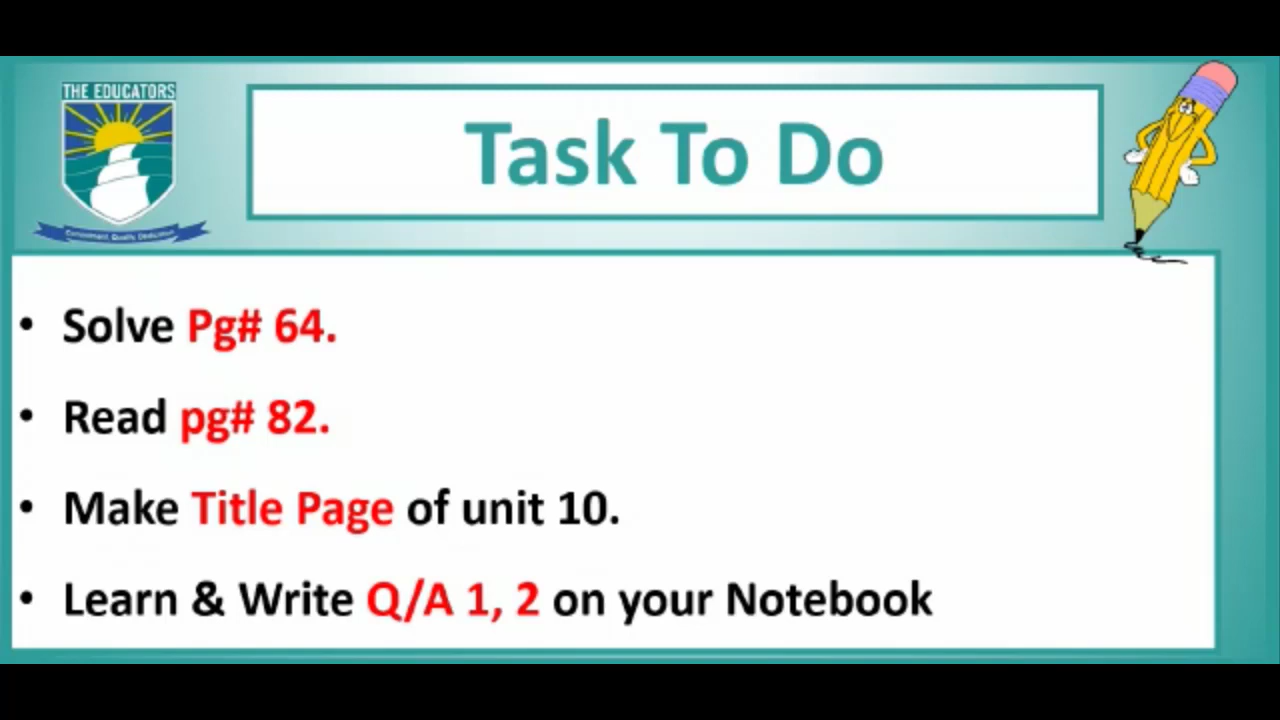 THE EDUCATORS
Task To Do
• Solve Pg# 64.
• Read pg# 82.
• Make Title Page of unit 10.
• Learn & Write Q/A 1, 2 on your Notebook